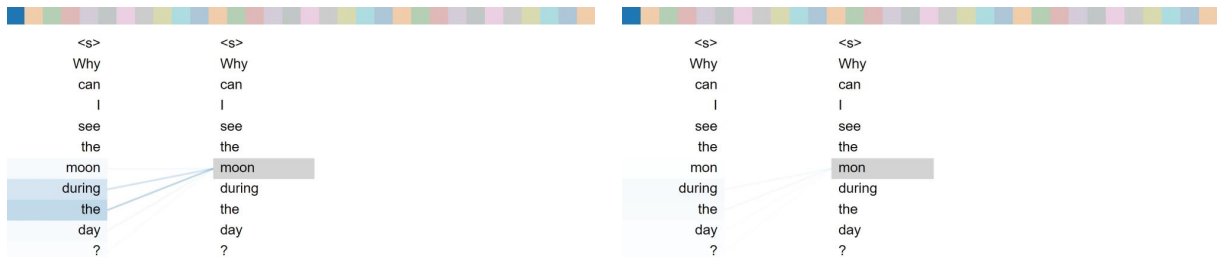 <s> <s> <s> <s>
Why Why Why Why
can can can can
I I I I
see see see see
the the the the
moon moon mon mon
during during during during
the the the the
day day day day
? ? ? ?